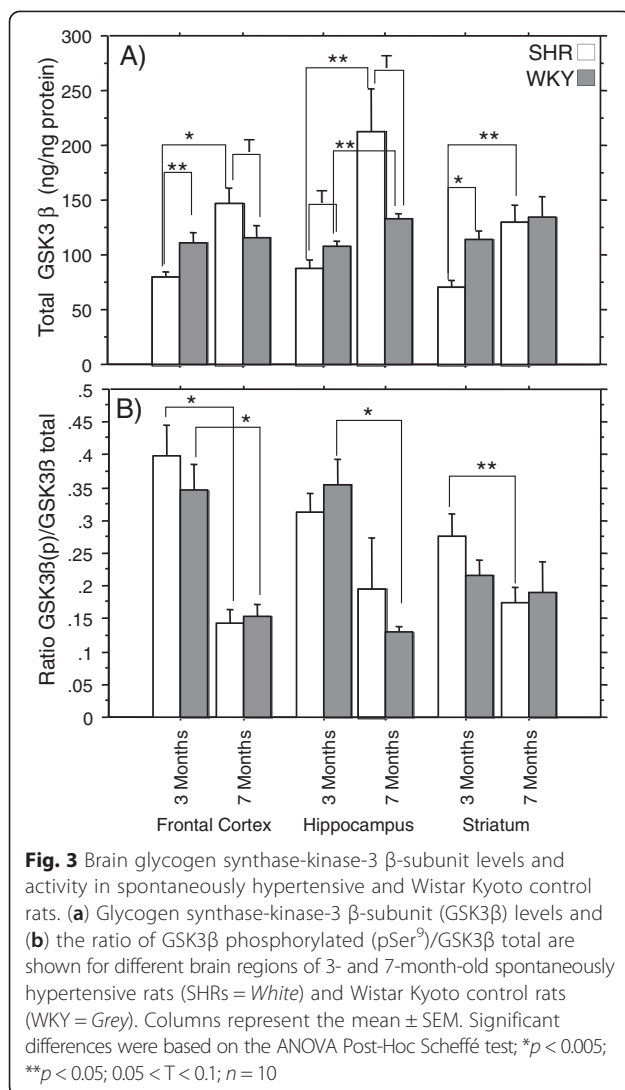 300
250
200
150
100
50
0
Total GSK3 β (ng/ng protein)
A)
SHR
WKY
*
**
T
**
T
**
T
**
*
.5
.45
.4
.35
.3
.25
.2
.15
.1
.05
0
Ratio GSK3ß(p)/GSK3ß total
B)
*
*
*
**
3 Months
7 Months
3 Months
7 Months
3 Months
7 Months
Frontal Cortex
Hippocampus
Striatum
Fig. 3 Brain glycogen synthase-kinase-3 β-subunit levels and
activity in spontaneously hypertensive and Wistar Kyoto control
rats. (a) Glycogen synthase-kinase-3 β-subunit (GSK3β) levels and
(b) the ratio of GSK3β phosphorylated (pSer⁹)/GSK3β total are
shown for different brain regions of 3- and 7-month-old spontaneously
hypertensive rats (SHRs = White) and Wistar Kyoto control rats
(WKY = Grey). Columns represent the mean ± SEM. Significant
differences were based on the ANOVA Post-Hoc Scheffé test; *p < 0.005;
**p < 0.05; 0.05 < T < 0.1; n = 10